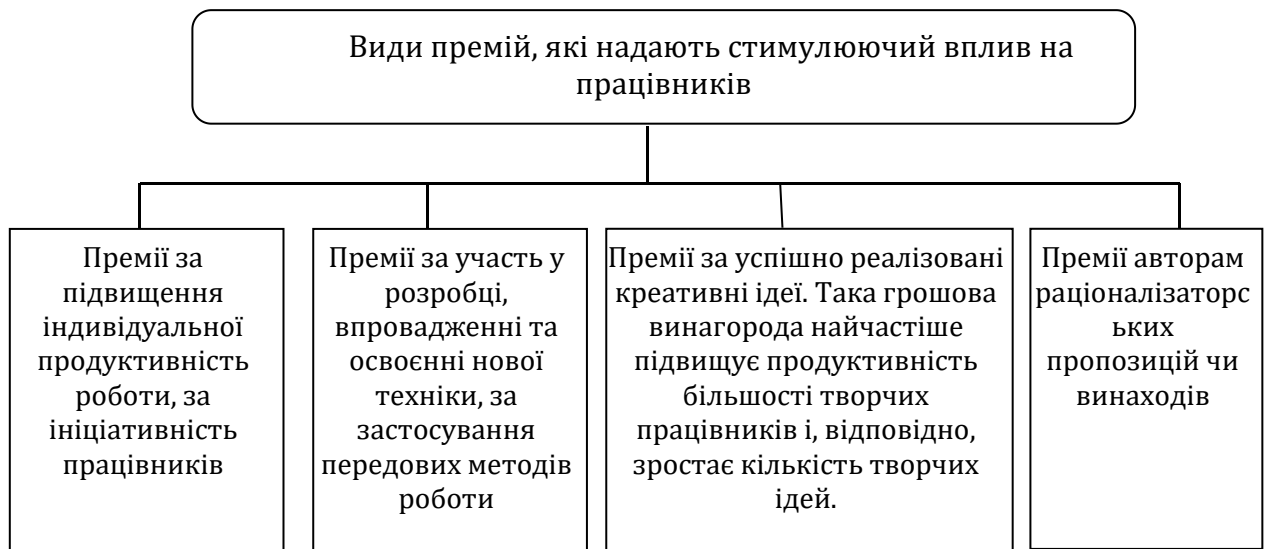 Види премій, які надають стимулюючий вплив на
працівників
Премії за
підвищення
індивідуальної
продуктивність
роботи, за
ініціативність
працівників
Премії за участь у
розробці,
впровадженні та
освоєнні нової
техніки, за
застосування
передових методів
роботи
Премії за успішно реалізовані
креативні ідеї. Така грошова
винагорода найчастіше
підвищує продуктивність
більшості творчих
працівників і, відповідно,
зростає кількість творчих
ідей.
Премії авторам
раціоналізаторс
ьких
пропозицій чи
винаходів